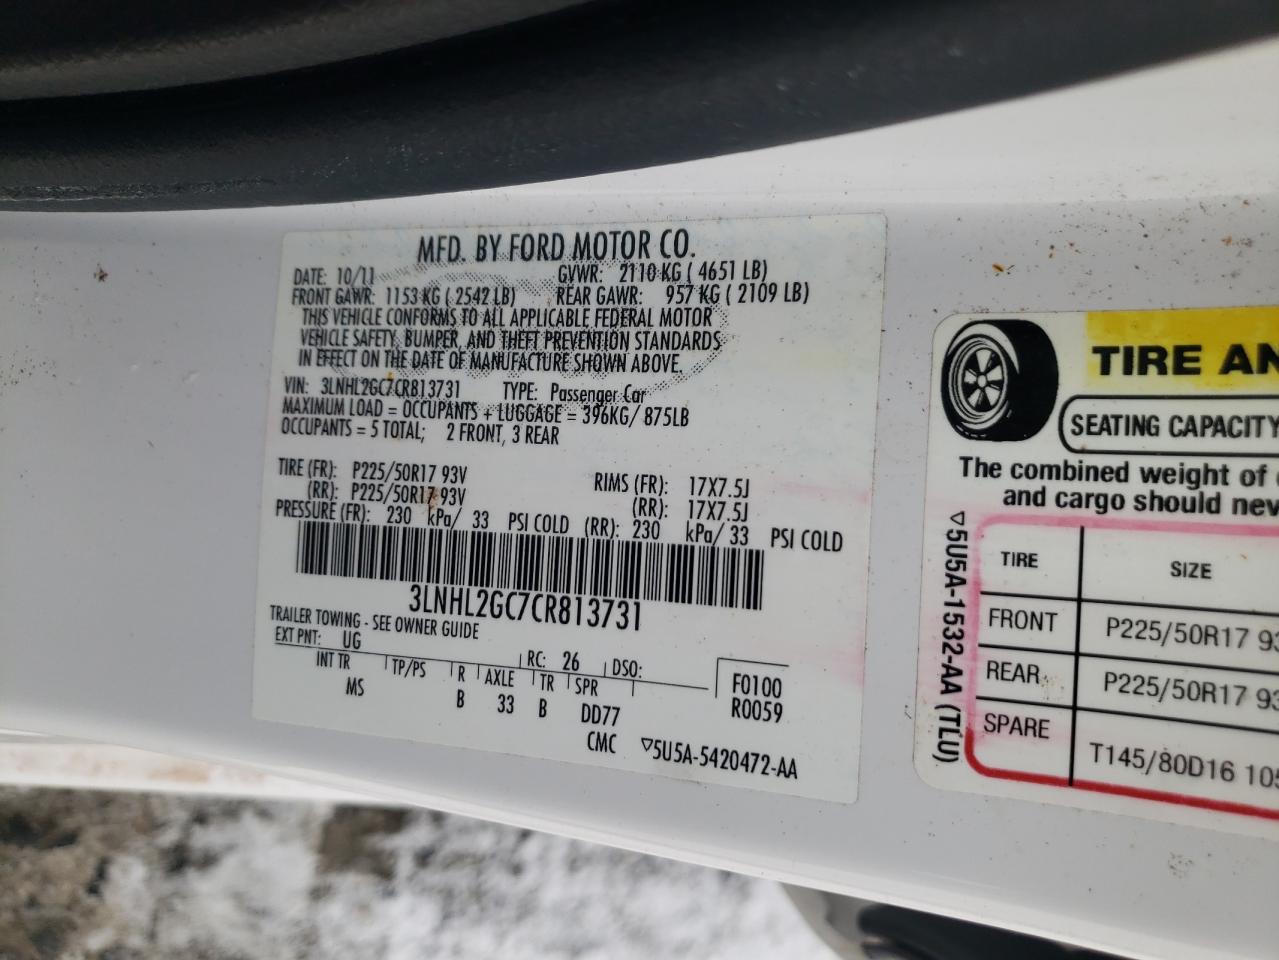 MFD. BY FORD MOTOR CO.
DATE: 10/11 GVWR: 2110 KG ( 4651 LB)
FRONT GAWR: 1153 KG ( 2542 LB) REAR GAWR: 957 KG ( 2109 LB)
THIS VEHICLE CONFORMS TO ALL APPLICABLE FEDERAL MOTOR
VEHICLE SAFETY, BUMPER, AND THEFT PREVENTION STANDARDS
IN EFFECT ON THE DATE OF MANUFACTURE SHOWN ABOVE.
VIN: 3LNHL2GC7CR813731 TYPE: Passenger Car
MAXIMUM LOAD = OCCUPANTS + LUGGAGE = 396KG/ 875LB
OCCUPANTS = 5 TOTAL; 2 FRONT, 3 REAR
TIRE (FR): P225/50R17 93V RIMS (FR): 17X7.5J
(RR): P225/50R17 93V (RR): 17X7.5J
PRESSURE (FR): 230 kPa/ 33 PSI COLD (RR): 230 kPa/ 33 PSI COLD
3LNHL2GC7CR813731
TRAILER TOWING - SEE OWNER GUIDE
EXT PNT: UG RC: 26 DSO:
INT TR TP/PS R AXLE TR SPR F0100
MS B 33 B DD77 R0059
CMC ▽5U5A-5420472-AA
TIRE AN
SEATING CAPACITY
The combined weight of
and cargo should nev
▽5U5A-1532-AA (TLU)
TIRE SIZE
FRONT P225/50R17 93
REAR P225/50R17 93
SPARE T145/80D16 105